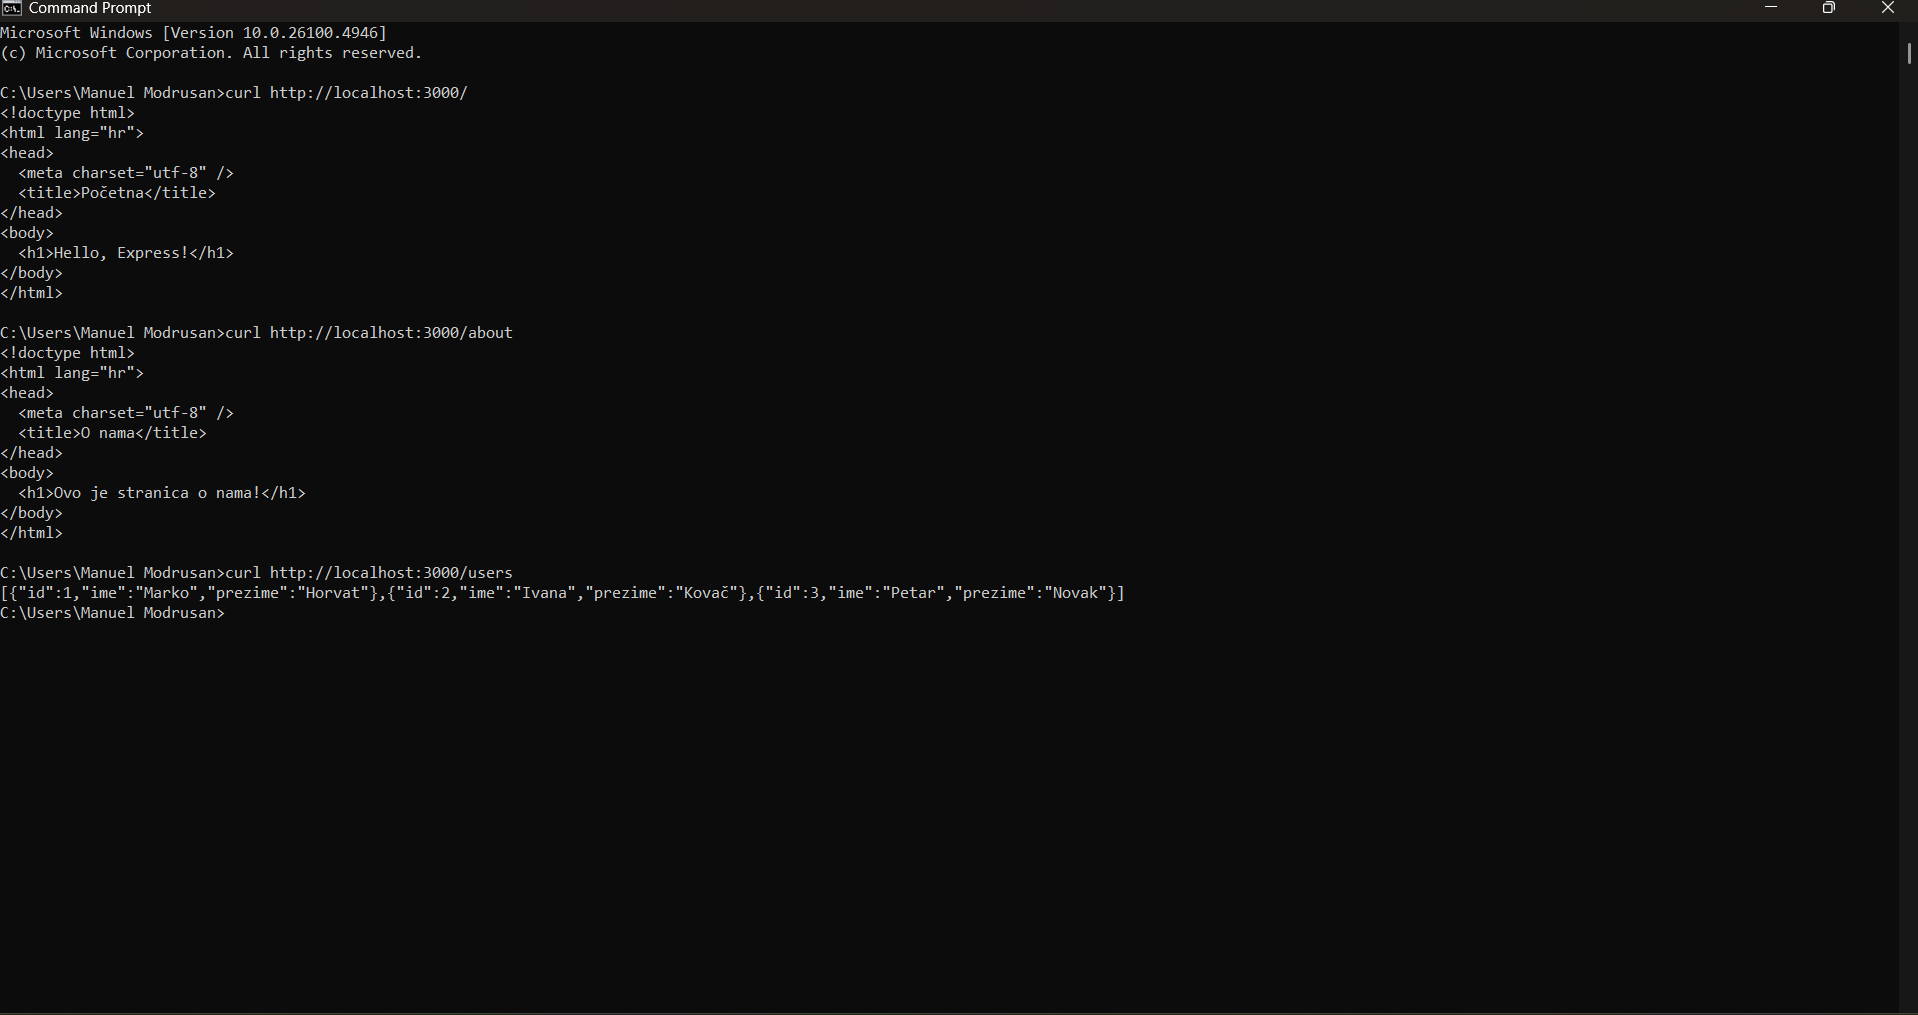 Command Prompt
Microsoft Windows [Version 10.0.26100.4946]
(c) Microsoft Corporation. All rights reserved.
C:\Users\Manuel Modrusan>curl http://localhost:3000/
<!doctype html>
<html lang="hr">
<head>
  <meta charset="utf-8" />
  <title>Početna</title>
</head>
<body>
  <h1>Hello, Express!</h1>
</body>
</html>
C:\Users\Manuel Modrusan>curl http://localhost:3000/about
<!doctype html>
<html lang="hr">
<head>
  <meta charset="utf-8" />
  <title>O nama</title>
</head>
<body>
  <h1>Ovo je stranica o nama!</h1>
</body>
</html>
C:\Users\Manuel Modrusan>curl http://localhost:3000/users
[{"id":1,"ime":"Marko","prezime":"Horvat"},{"id":2,"ime":"Ivana","prezime":"Kovač"},{"id":3,"ime":"Petar","prezime":"Novak"}]
C:\Users\Manuel Modrusan>